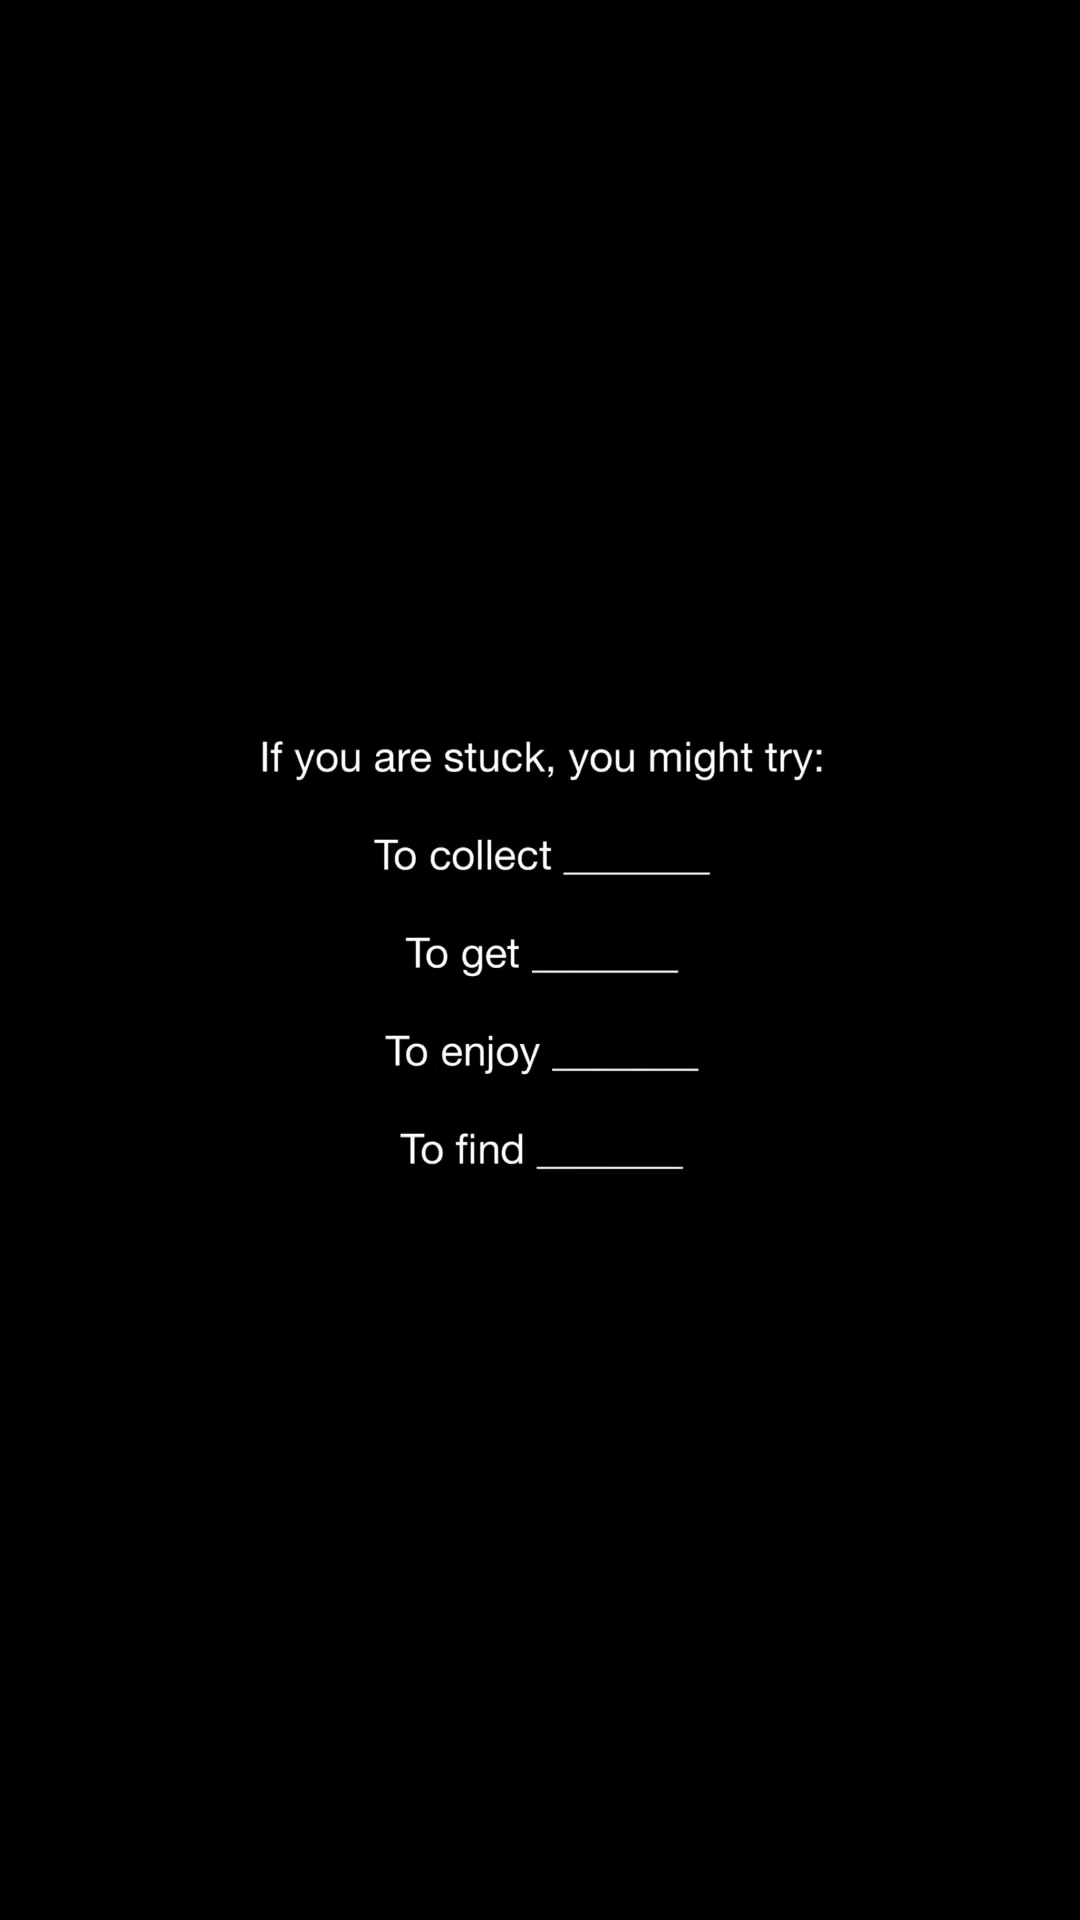 If you are stuck, you might try:
To collect _______
To get _______
To enjoy _______
To find _______